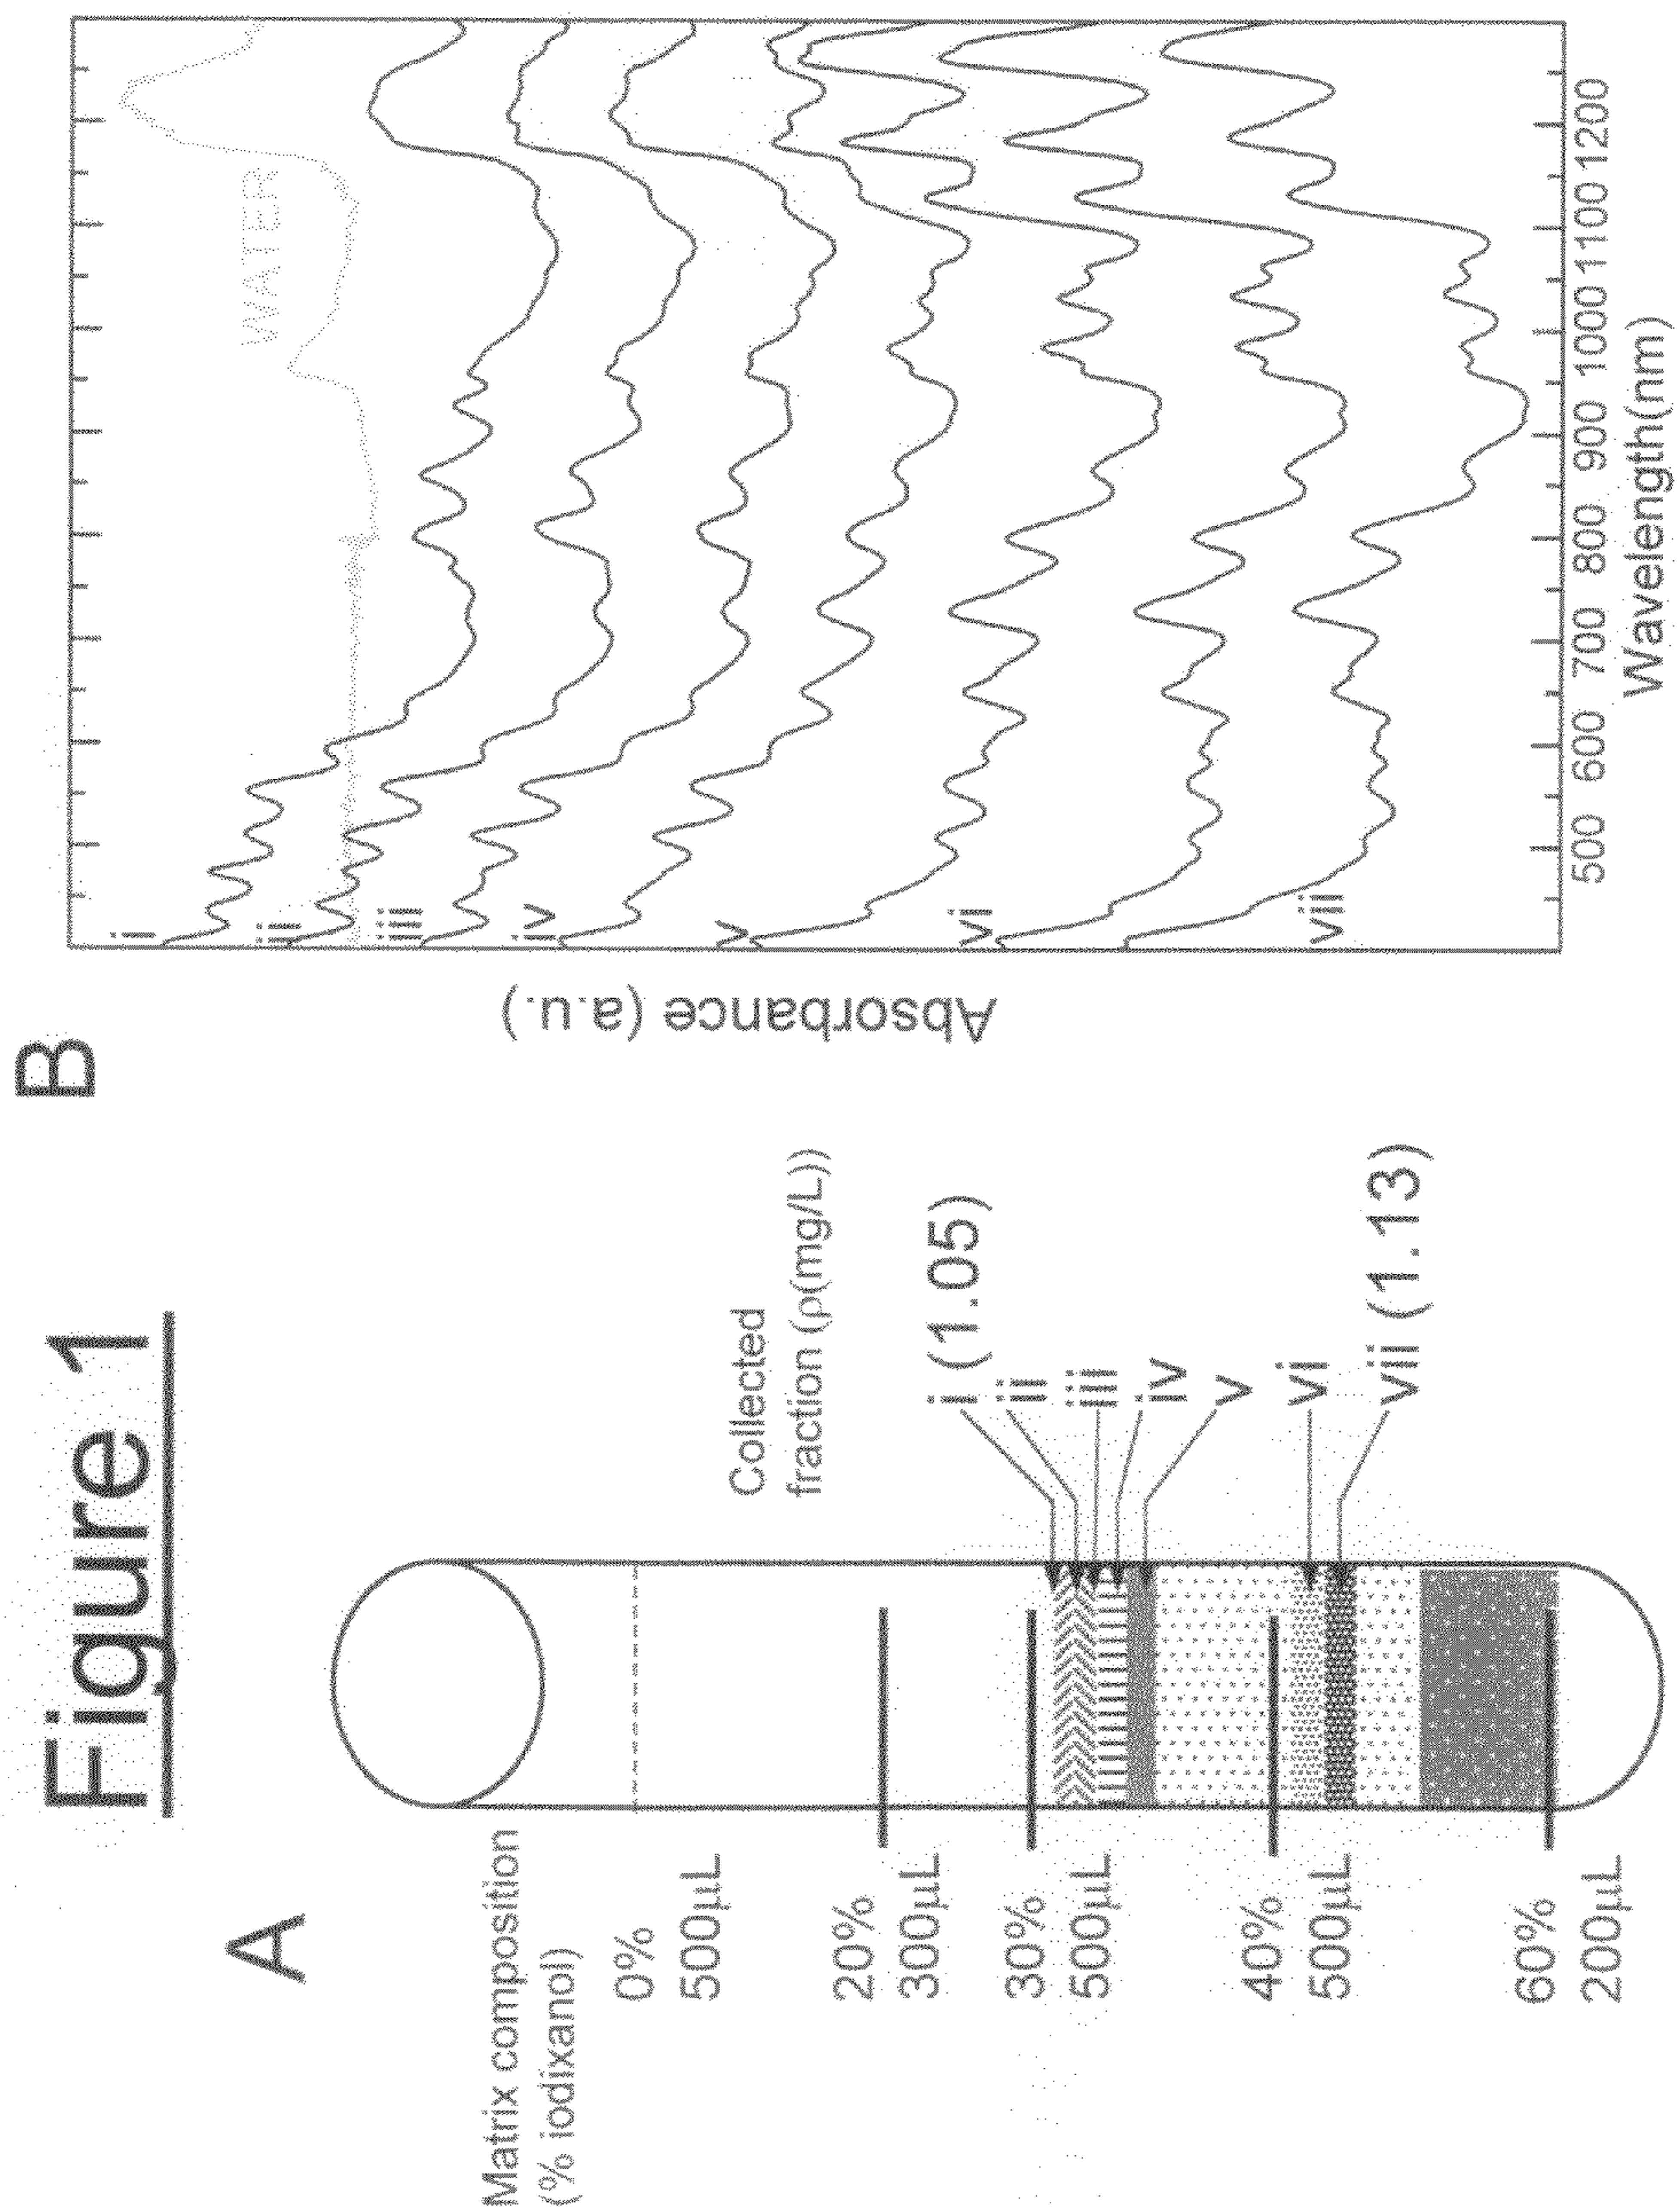 Figure 1
A
Matrix composition
(% iodixanol)
0%
500µL
20%
300µL
30%
500µL
40%
500µL
60%
200µL
Collected
fraction (ρ(mg/L))
i (1.05)
ii
iii
iv
v
vi
vii (1.13)
B
Absorbance (a.u.)
i
ii
iii
iv
v
vi
vii
WATER
500 600 700 800 900 1000 1100 1200
Wavelength(nm)